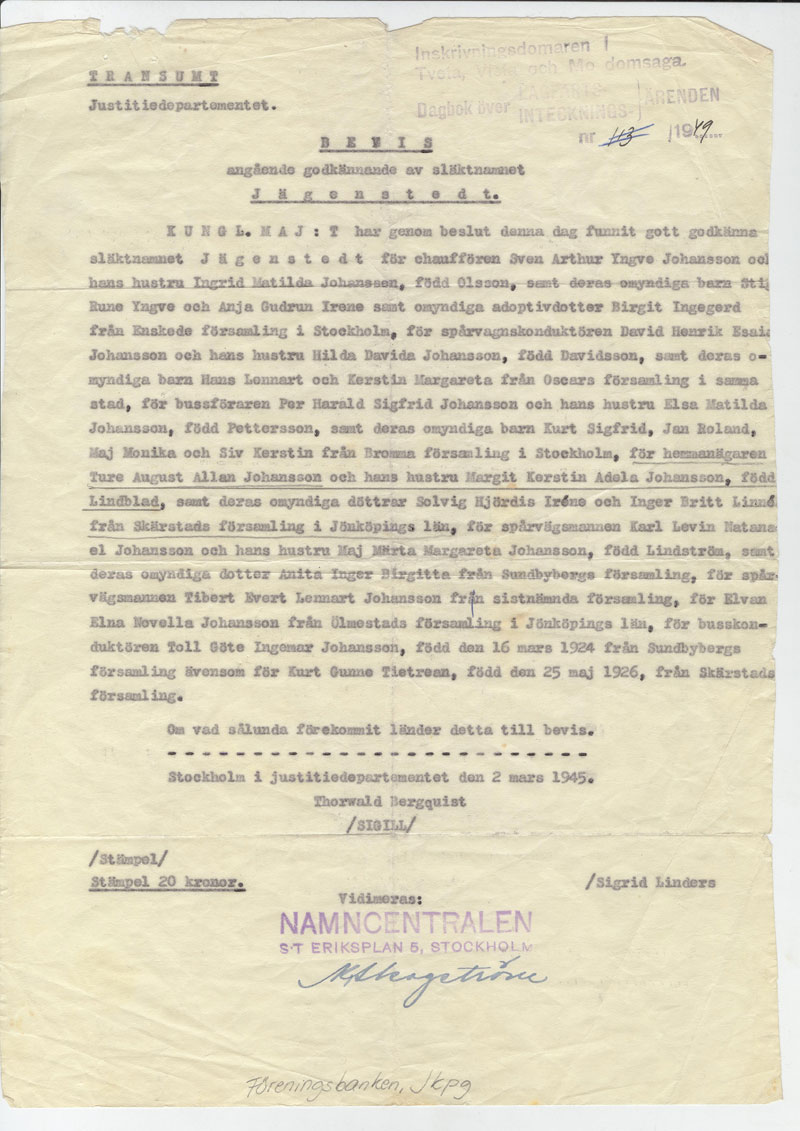 TRANSUMT
Justitiedepartementet.
Inskrivningsdomaren i
Tveta, Vista och Mo domsaga.
Dagbok över LAGFARTS- INTECKNINGS- ÄRENDEN
nr 113 / 1949
BEVIS
angående godkännande av släktnamnet
Jägenstedt.
KUNGL. MAJ:T har genom beslut denna dag funnit gott godkänna
släktnamnet Jägenstedt för chauffören Sven Arthur Yngve Johansson och
hans hustru Ingrid Matilda Johansson, född Olsson, samt deras omyndiga barn Stig
Rune Yngve och Anja Gudrun Irene samt omyndiga adoptivdotter Birgit Ingegerd
från Enskede församling i Stockholm, för spårvagnskonduktören David Henrik Esaias
Johansson och hans hustru Hilda Davida Johansson, född Davidsson, samt deras o-
myndiga barn Hans Lennart och Kerstin Margareta från Oscars församling i samma
stad, för bussföraren Per Harald Sigfrid Johansson och hans hustru Elsa Matilda
Johansson, född Pettersson, samt deras omyndiga barn Kurt Sigfrid, Jan Roland,
Maj Monika och Siv Kerstin från Bromma församling i Stockholm, för hemmanägaren
Ture August Allan Johansson och hans hustru Margit Kerstin Adela Johansson, född
Lindblad, samt deras omyndiga döttrar Solvig Hjördis Iréne och Inger Britt Linné
från Skärstads församling i Jönköpings län, för spårvägsmannen Karl Levin Natana-
el Johansson och hans hustru Maj Märta Margareta Johansson, född Lindström, samt
deras omyndiga dotter Anita Inger Birgitta från Sundbybergs församling, för spår-
vägsmannen Tibert Evert Lennart Johansson från sistnämnda församling, för Elvan
Elna Novella Johansson från Ölmestads församling i Jönköpings län, för busskon-
duktören Toll Göte Ingemar Johansson, född den 16 mars 1924 från Sundbybergs
församling ävensom för Kurt Gunne Tietrean, född den 25 maj 1926, från Skärstads
församling.
Om vad sålunda förekommit länder detta till bevis.
- - - - - - - - - - - - - - - - - - - - - - - - - - - -
Stockholm i justitiedepartementet den 2 mars 1945.
Thorwald Bergquist
/SIGILL/
/Stämpel/
Stämpel 20 kronor.
/Sigrid Linders
Vidimeras:
NAMNCENTRALEN
S:T ERIKSPLAN 5, STOCKHOLM
Föreningsbanken, Jkpg